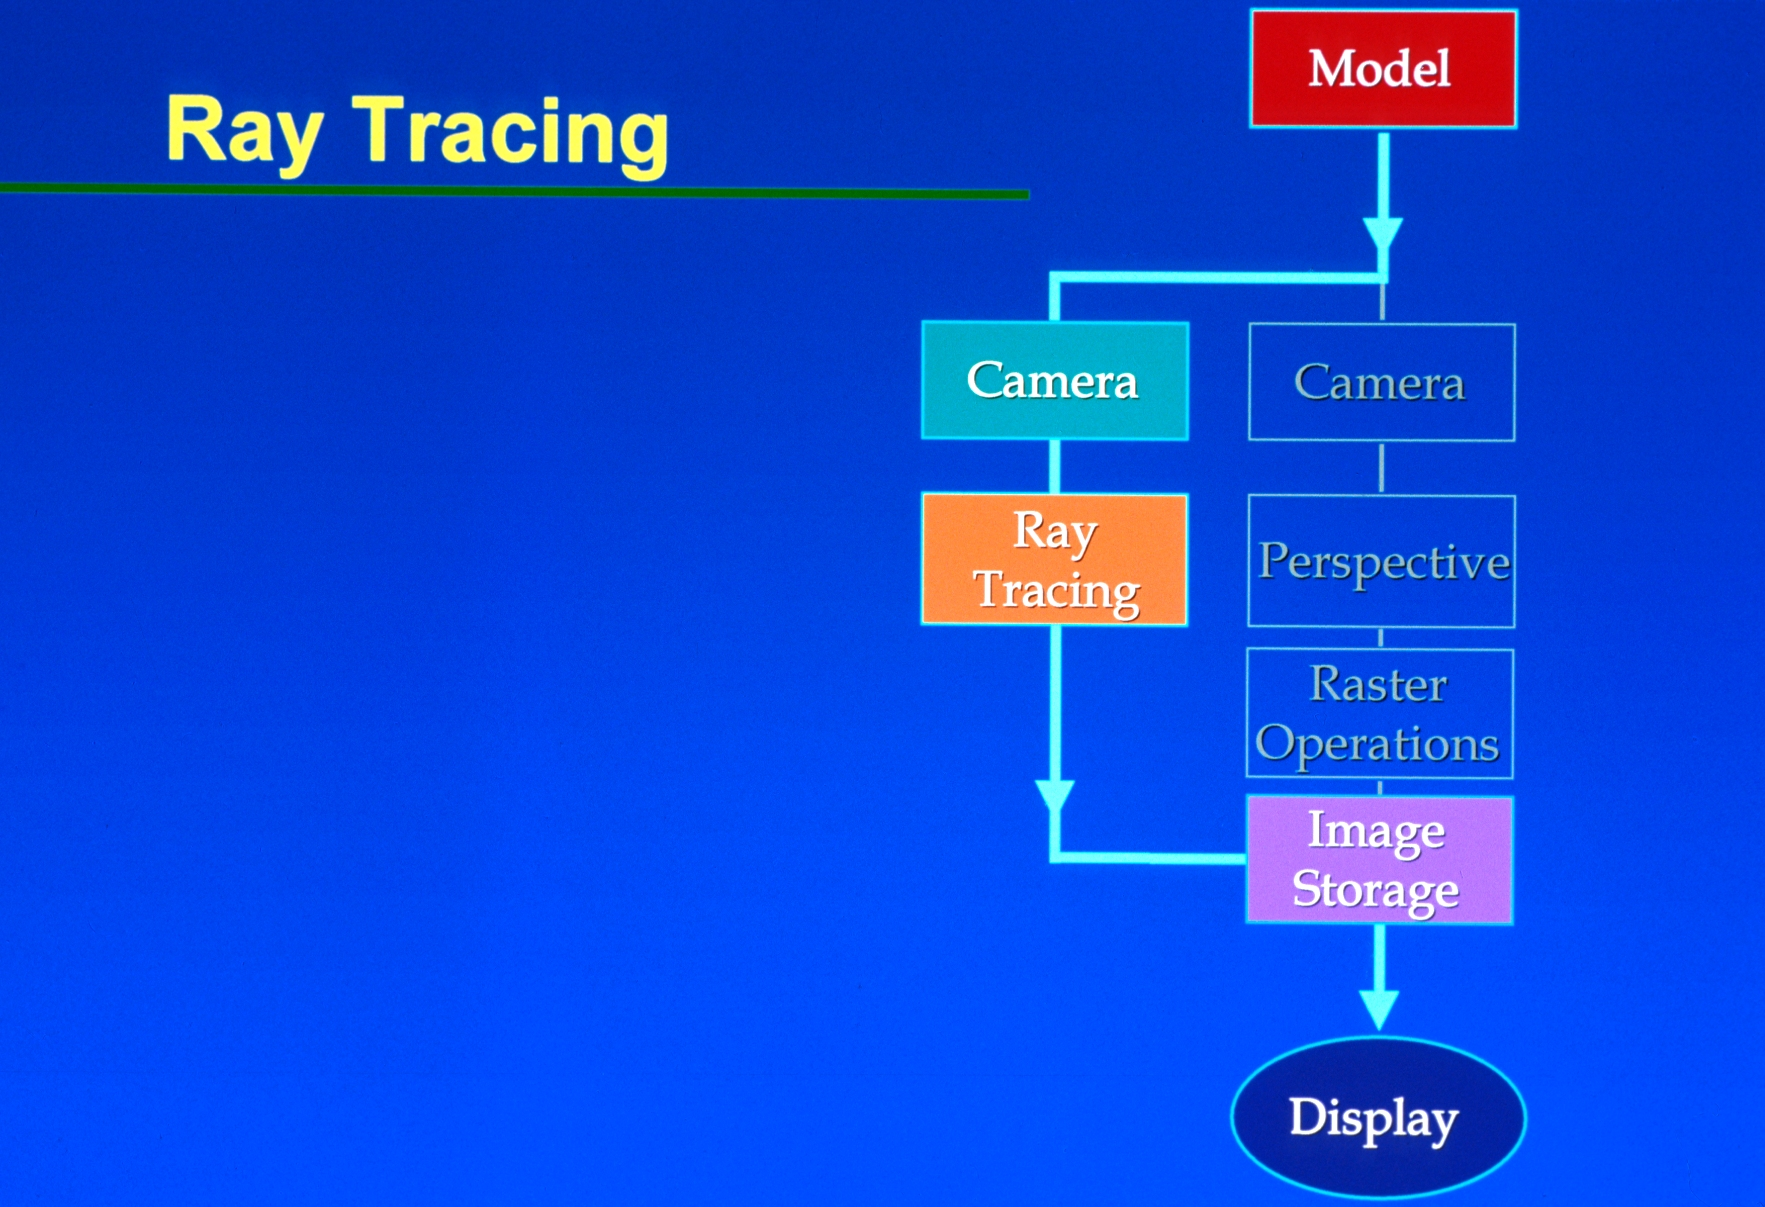 Ray Tracing
Model
Camera
Camera
Ray
Tracing
Perspective
Raster
Operations
Image
Storage
Display